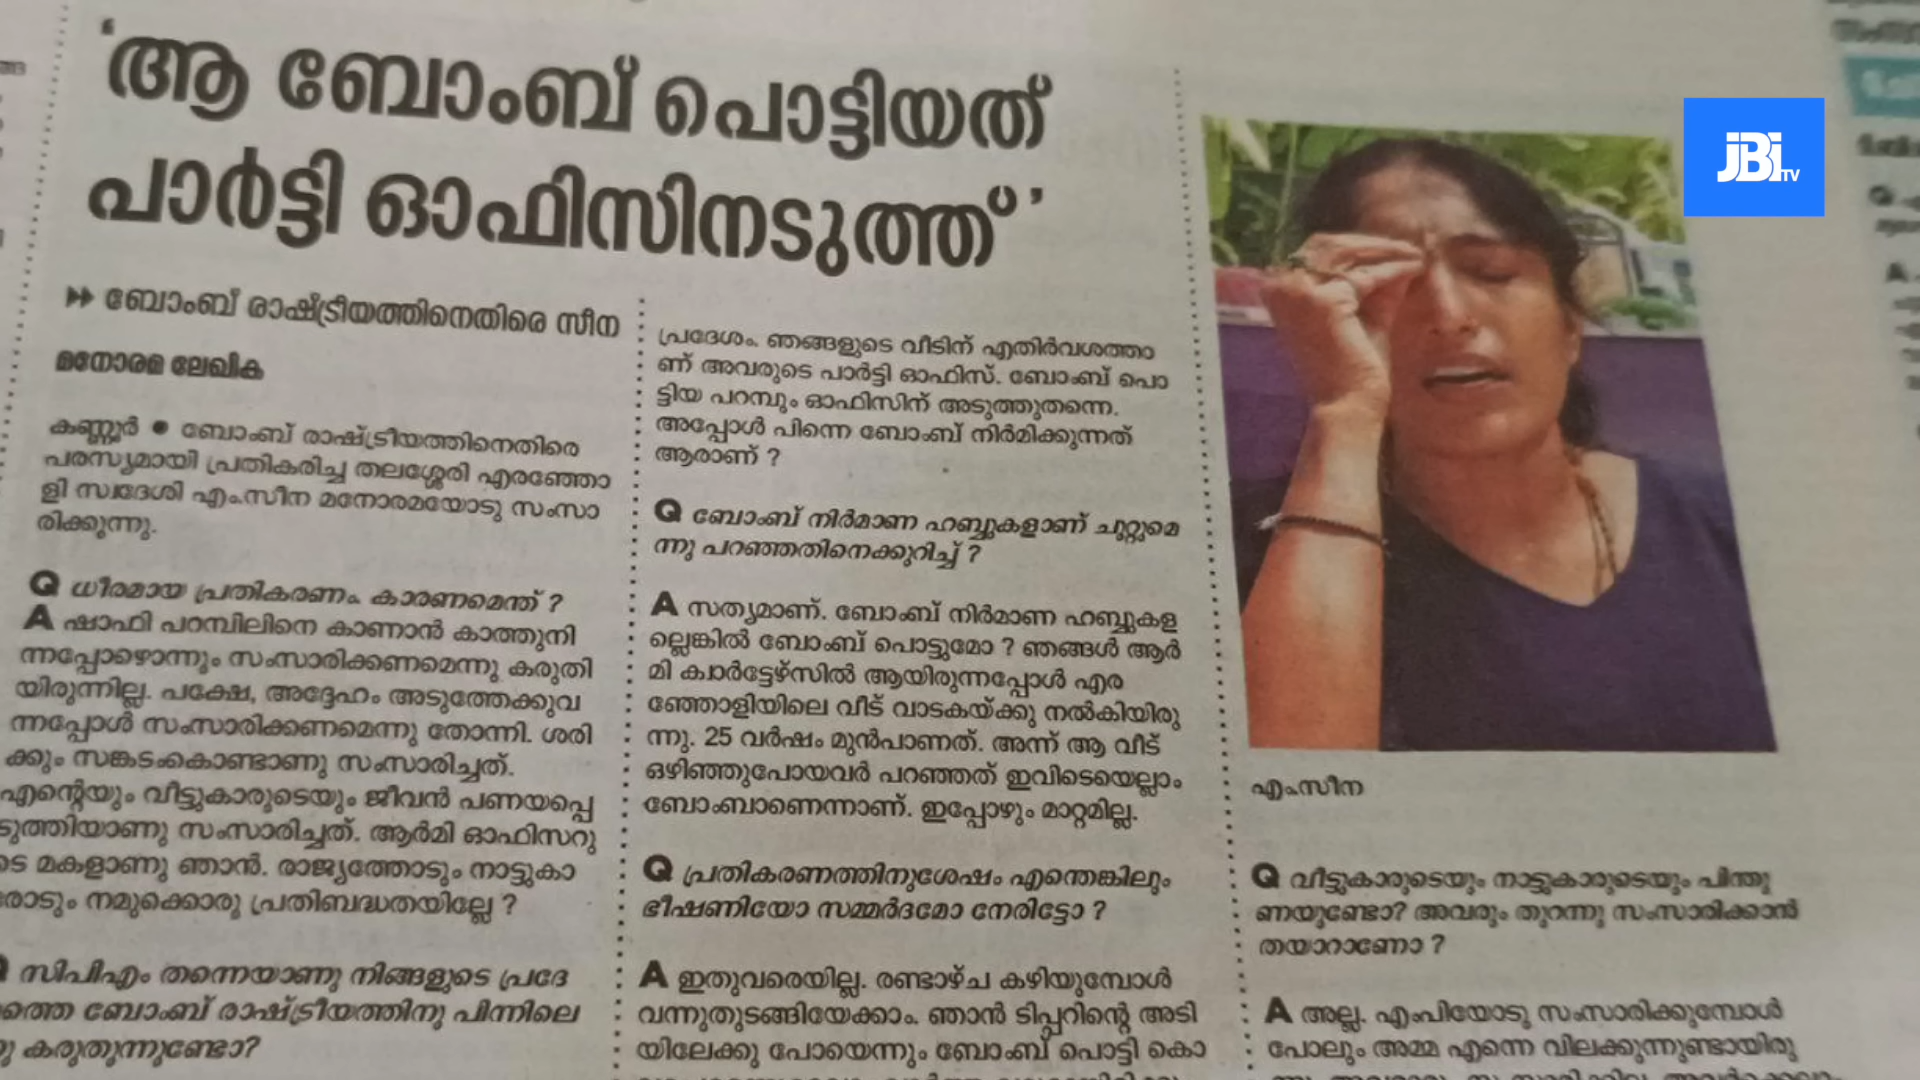 ‘ആ ബോംബ് പൊട്ടിയത്
പാർട്ടി ഓഫിസിനടുത്ത്’
ബോംബ് രാഷ്ട്രീയത്തിനെതിരെ സീന
മനോരമ ലേഖിക
കണ്ണൂർ ● ബോംബ് രാഷ്ട്രീയത്തിനെതിരെ
പരസ്യമായി പ്രതികരിച്ച തലശ്ശേരി എരഞ്ഞോ
ളി സ്വദേശി എം.സീന മനോരമയോടു സംസാ
രിക്കുന്നു.
Q ധീരമായ പ്രതികരണം. കാരണമെന്ത് ?
A ഷാഫി പറമ്പിലിനെ കാണാൻ കാത്തുനി
ന്നപ്പോഴൊന്നും സംസാരിക്കണമെന്നു കരുതി
യിരുന്നില്ല. പക്ഷേ, അദ്ദേഹം അടുത്തേക്കുവ
ന്നപ്പോൾ സംസാരിക്കണമെന്നു തോന്നി. ശരി
ക്കും സങ്കടംകൊണ്ടാണു സംസാരിച്ചത്.
എന്റെയും വീട്ടുകാരുടെയും ജീവൻ പണയപ്പെ
ടുത്തിയാണു സംസാരിച്ചത്. ആർമി ഓഫിസറു
ടെ മകളാണു ഞാൻ. രാജ്യത്തോടും നാട്ടുകാ
രോടും നമുക്കൊരു പ്രതിബദ്ധതയില്ലേ ?
സിപിഎം തന്നെയാണു നിങ്ങളുടെ പ്രദേ
ത്തെ ബോംബ് രാഷ്ട്രീയത്തിനു പിന്നിലെ
കരുതുന്നുണ്ടോ?
പ്രദേശം. ഞങ്ങളുടെ വീടിന് എതിർവശത്താ
ണ് അവരുടെ പാർട്ടി ഓഫിസ്. ബോംബ് പൊ
ട്ടിയ പറമ്പും ഓഫിസിന് അടുത്തുതന്നെ.
അപ്പോൾ പിന്നെ ബോംബ് നിർമിക്കുന്നത്
ആരാണ് ?
Q ബോംബ് നിർമാണ ഹബ്ബുകളാണ് ചുറ്റുമെ
ന്നു പറഞ്ഞതിനെക്കുറിച്ച് ?
A സത്യമാണ്. ബോംബ് നിർമാണ ഹബ്ബുകള
ല്ലെങ്കിൽ ബോംബ് പൊട്ടുമോ ? ഞങ്ങൾ ആർ
മി ക്വാർട്ടേഴ്സിൽ ആയിരുന്നപ്പോൾ എര
ഞ്ഞോളിയിലെ വീട് വാടകയ്ക്കു നൽകിയിരു
ന്നു. 25 വർഷം മുൻപാണത്. അന്ന് ആ വീട്
ഒഴിഞ്ഞുപോയവർ പറഞ്ഞത് ഇവിടെയെല്ലാം
ബോംബാണെന്നാണ്. ഇപ്പോഴും മാറ്റമില്ല.
Q പ്രതികരണത്തിനുശേഷം എന്തെങ്കിലും
ഭീഷണിയോ സമ്മർദമോ നേരിട്ടോ ?
A ഇതുവരെയില്ല. രണ്ടാഴ്ച കഴിയുമ്പോൾ
വന്നുതുടങ്ങിയേക്കാം. ഞാൻ ടിപ്പറിന്റെ അടി
യിലേക്കു പോയെന്നും ബോംബ് പൊട്ടി കൊ
JBi TV
എം.സീന
Q വീട്ടുകാരുടെയും നാട്ടുകാരുടെയും പിന്തു
ണയുണ്ടോ? അവരും തുറന്നു സംസാരിക്കാൻ
തയാറാണോ ?
A അല്ല. എംപിയോടു സംസാരിക്കുമ്പോൾ
പോലും അമ്മ എന്നെ വിലക്കുന്നുണ്ടായിരു